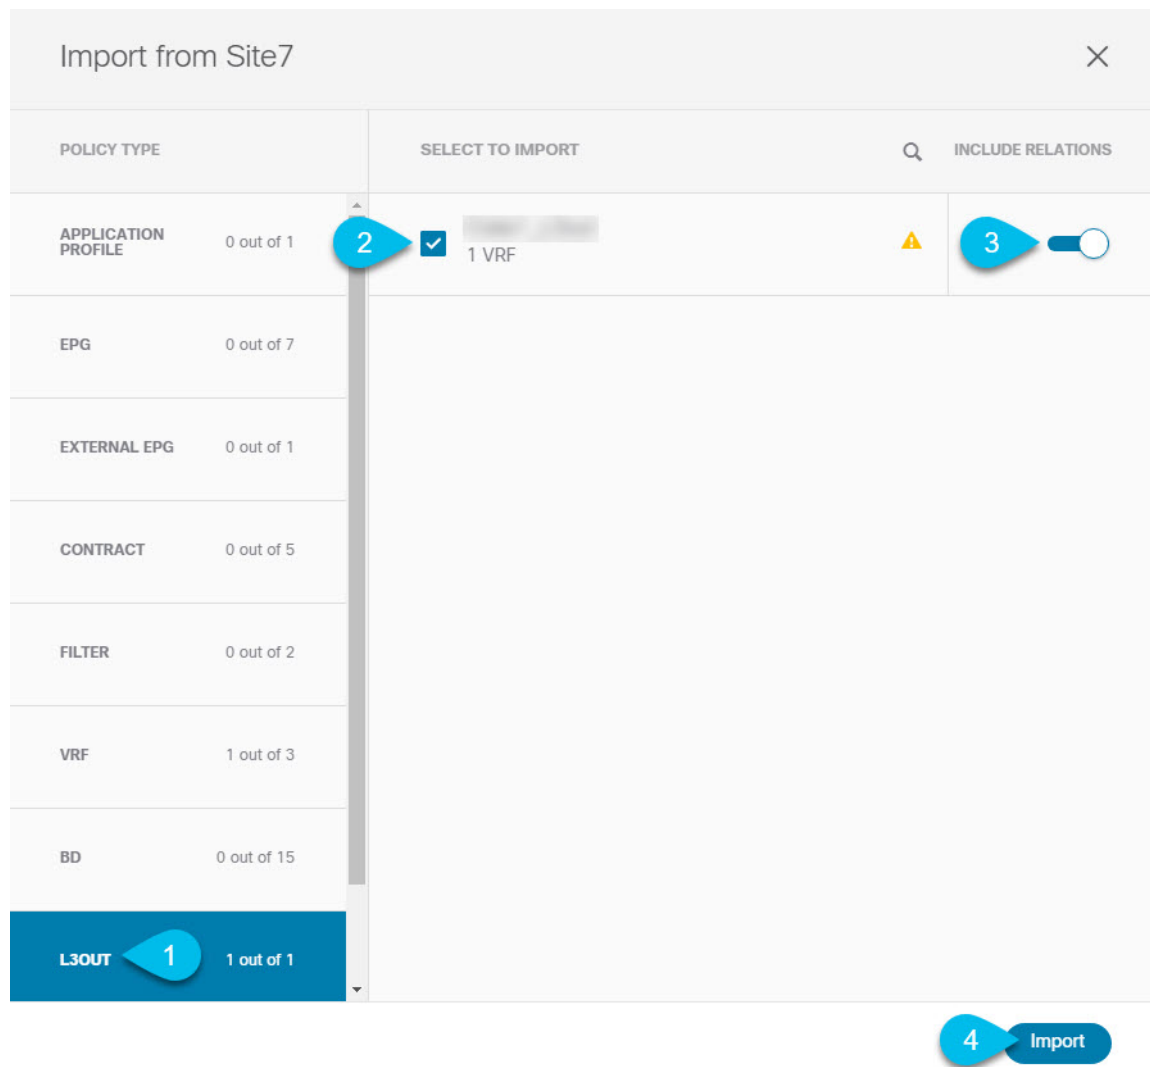 Import from Site7
POLICY TYPE
SELECT TO IMPORT
INCLUDE RELATIONS
APPLICATION
PROFILE
0 out of 1
2
1 VRF
3
EPG
0 out of 7
EXTERNAL EPG
0 out of 1
CONTRACT
0 out of 5
FILTER
0 out of 2
VRF
1 out of 3
BD
0 out of 15
L3OUT
1
1 out of 1
4
Import